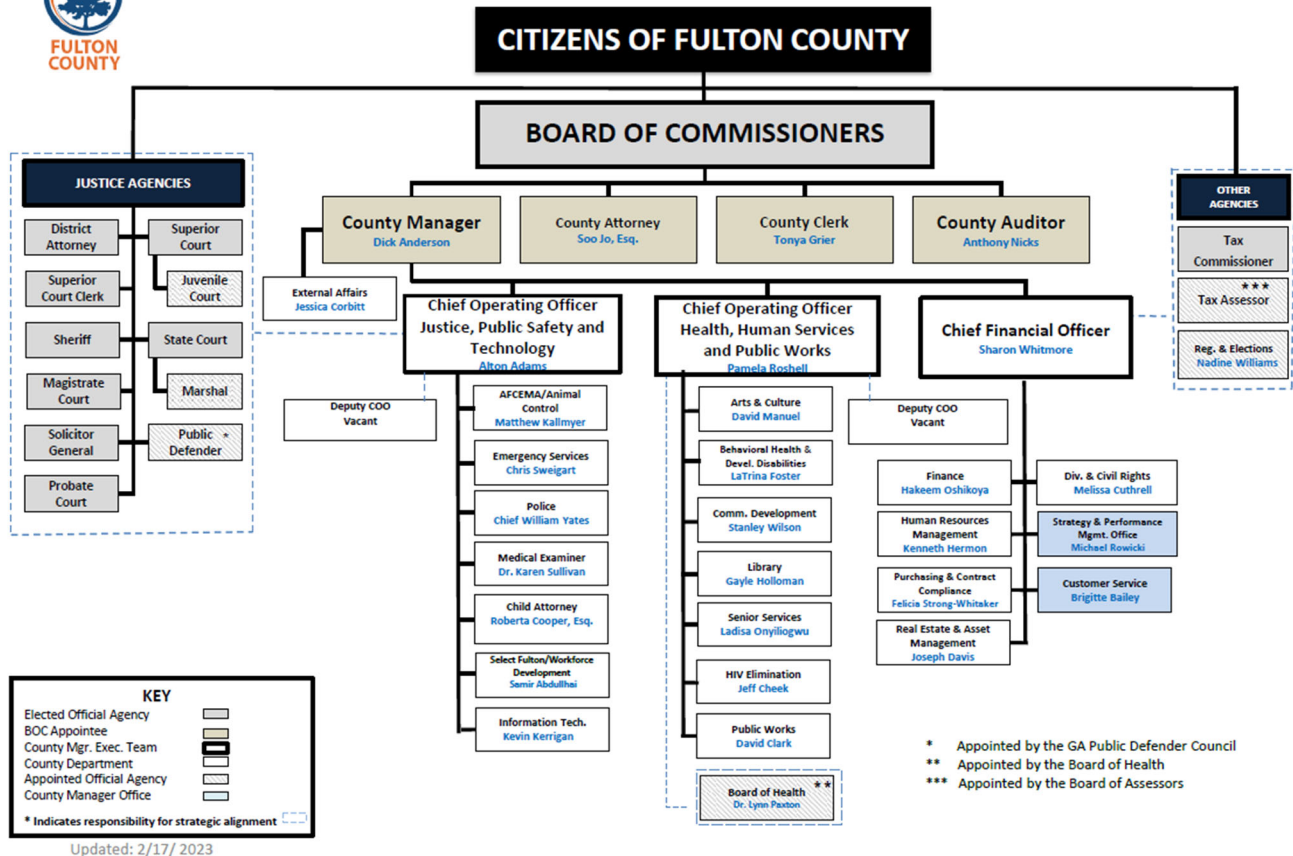 FULTON
COUNTY
CITIZENS OF FULTON COUNTY
BOARD OF COMMISSIONERS
JUSTICE AGENCIES
District
Attorney
Superior
Court
Superior
Court Clerk
Juvenile
Court
Sheriff
State Court
Magistrate
Court
Marshal
Solicitor
General
Public *
Defender
Probate
Court
County Manager
Dick Anderson
County Attorney
Soo Jo, Esq.
County Clerk
Tonya Grier
County Auditor
Anthony Nicks
OTHER
AGENCIES
Tax
Commissioner
***
Tax Assessor
Reg. & Elections
Nadine Williams
External Affairs
Jessica Corbitt
Chief Operating Officer
Justice, Public Safety and
Technology
Alton Adams
Chief Operating Officer
Health, Human Services
and Public Works
Pamela Roshell
Chief Financial Officer
Sharon Whitmore
Deputy COO
Vacant
AFCEMA/Animal
Control
Matthew Kallmyer
Emergency Services
Chris Sweigart
Police
Chief William Yates
Medical Examiner
Dr. Karen Sullivan
Child Attorney
Roberta Cooper, Esq.
Select Fulton/Workforce
Development
Samir Abdullhai
Information Tech.
Kevin Kerrigan
Arts & Culture
David Manuel
Behavioral Health &
Devel. Disabilities
LaTrina Foster
Comm. Development
Stanley Wilson
Library
Gayle Holloman
Senior Services
Ladisa Onyiliogwu
HIV Elimination
Jeff Cheek
Public Works
David Clark
Board of Health **
Dr. Lynn Paxton
Deputy COO
Vacant
Finance
Hakeem Oshikoya
Div. & Civil Rights
Melissa Cuthrell
Human Resources
Management
Kenneth Hermon
Strategy & Performance
Mgmt. Office
Michael Rowicki
Purchasing & Contract
Compliance
Felicia Strong-Whitaker
Customer Service
Brigitte Bailey
Real Estate & Asset
Management
Joseph Davis
KEY
Elected Official Agency
BOC Appointee
County Mgr. Exec. Team
County Department
Appointed Official Agency
County Manager Office
* Indicates responsibility for strategic alignment
* Appointed by the GA Public Defender Council
** Appointed by the Board of Health
*** Appointed by the Board of Assessors
Updated: 2/17/ 2023